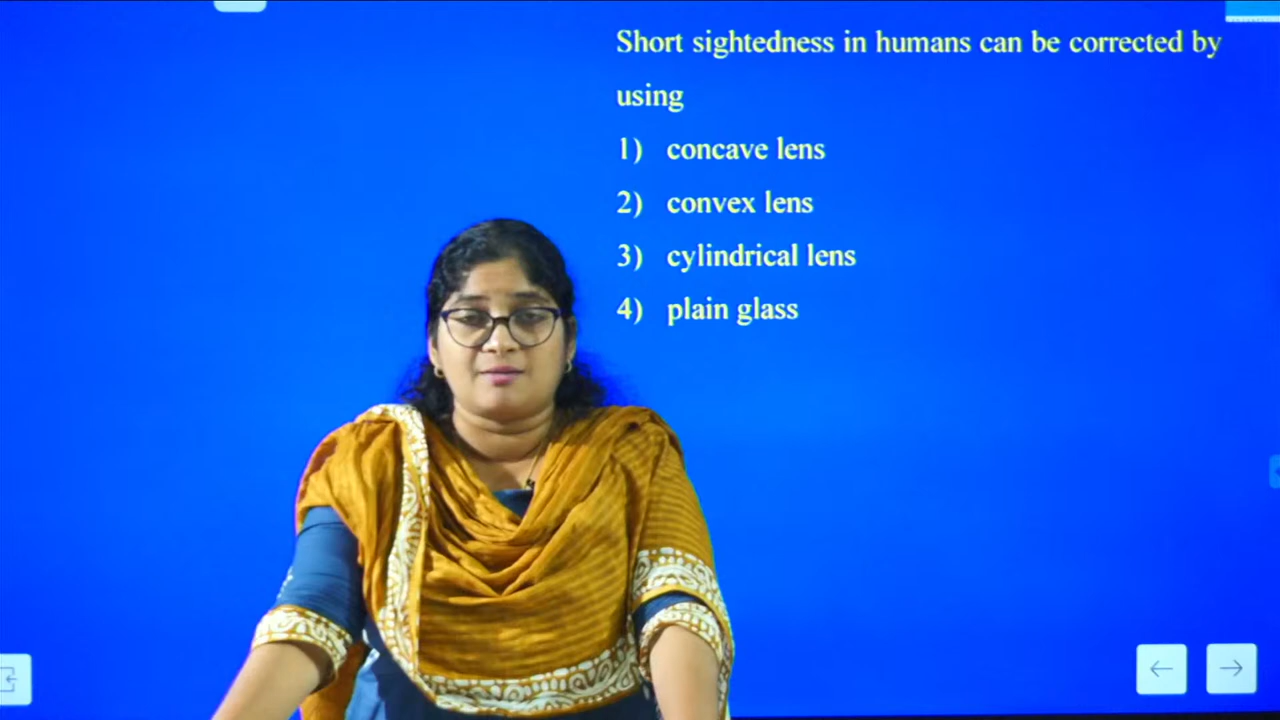 Short sightedness in humans can be corrected by
using
1) concave lens
2) convex lens
3) cylindrical lens
4) plain glass